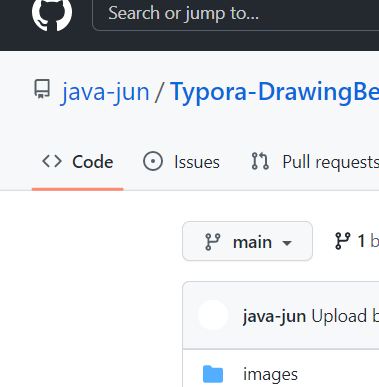 Search or jump to...
java-jun / Typora-DrawingBe
Code Issues Pull requests
main 1 b
java-jun Upload b
images